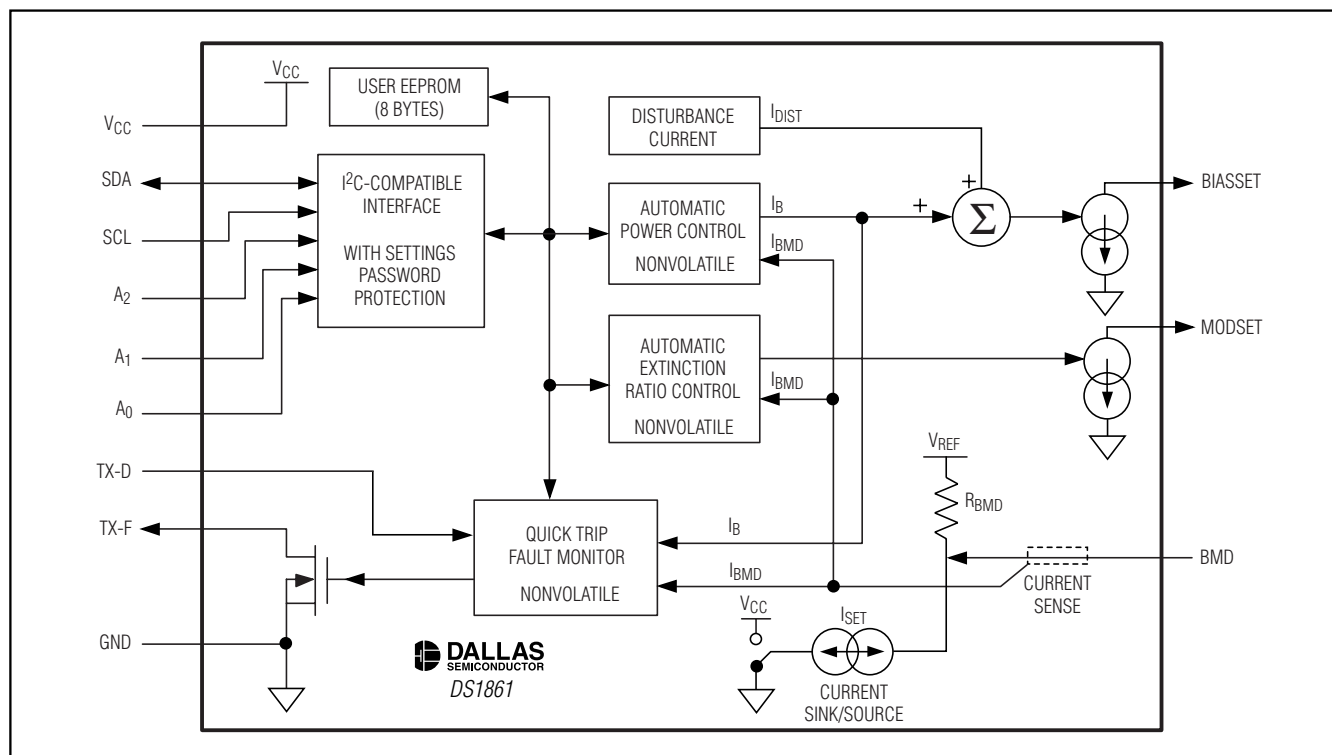 VCC
VCC
SDA
SCL
A2
A1
A0
TX-D
TX-F
GND
USER EEPROM
(8 BYTES)
I2C-COMPATIBLE
INTERFACE
WITH SETTINGS
PASSWORD
PROTECTION
DISTURBANCE
CURRENT
IDIST
AUTOMATIC
POWER CONTROL
NONVOLATILE
IB
IBMD
+
+
Σ
BIASSET
AUTOMATIC
EXTINCTION
RATIO CONTROL
NONVOLATILE
IBMD
MODSET
QUICK TRIP
FAULT MONITOR
NONVOLATILE
IB
IBMD
VREF
RBMD
BMD
CURRENT
SENSE
VCC
ISET
CURRENT
SINK/SOURCE
DALLAS
SEMICONDUCTOR
DS1861